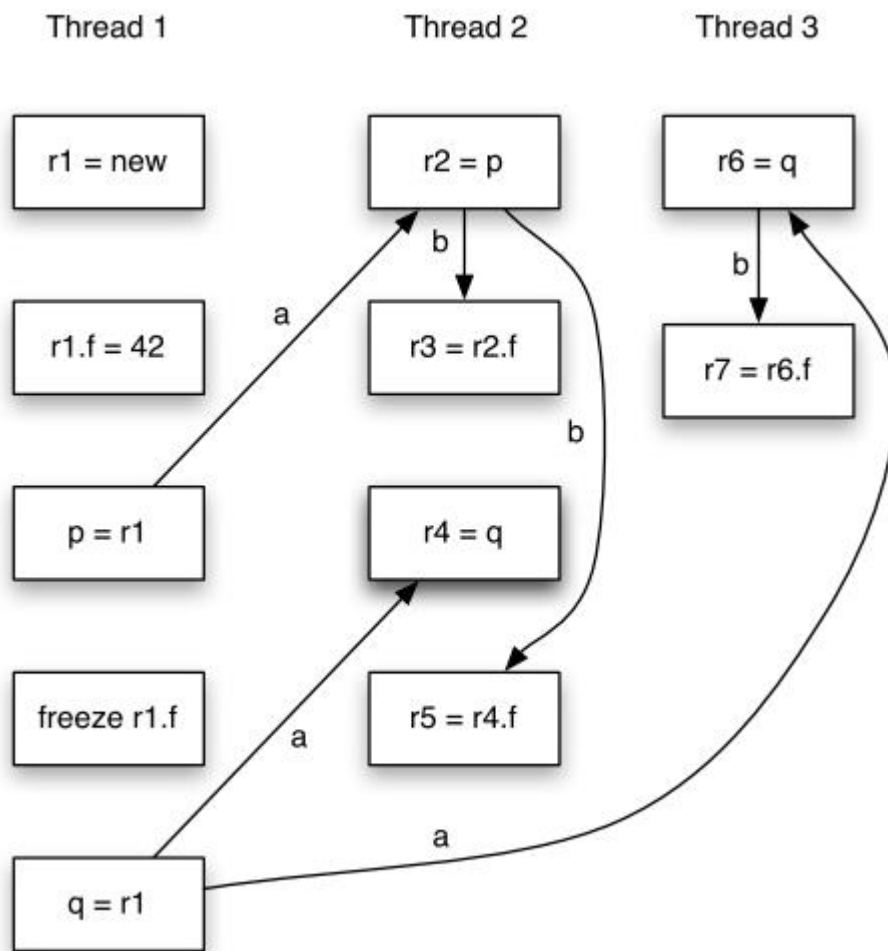 Thread 1
Thread 2
Thread 3
r1 = new
r2 = p
r6 = q
b
b
a
r1.f = 42
r3 = r2.f
r7 = r6.f
b
p = r1
r4 = q
freeze r1.f
r5 = r4.f
a
a
q = r1